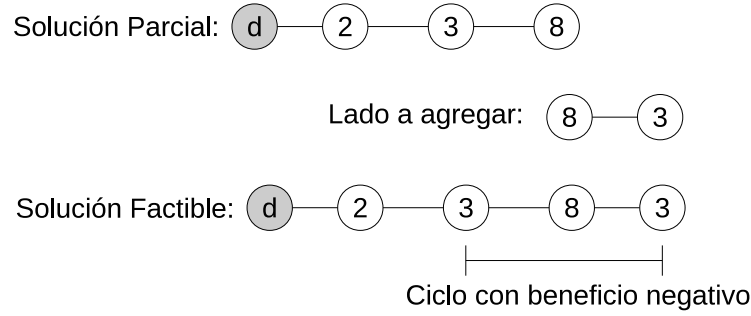 Solución Parcial: d 2 3 8
Lado a agregar: 8 3
Solución Factible: d 2 3 8 3
Ciclo con beneficio negativo